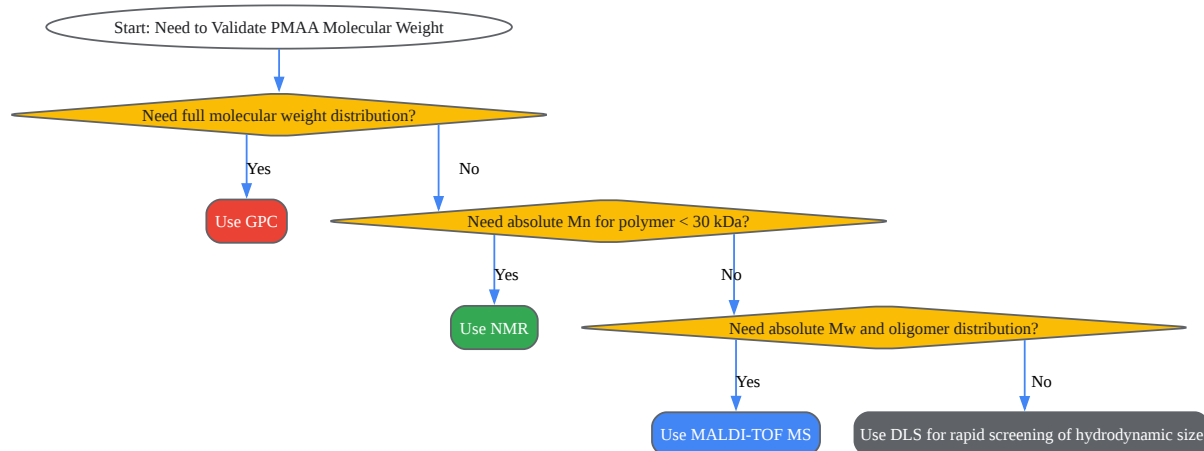 Start: Need to Validate PMAA Molecular Weight
Need full molecular weight distribution?
Yes
No
Use GPC
Need absolute Mn for polymer < 30 kDa?
Yes
No
Use NMR
Need absolute Mw and oligomer distribution?
Yes
No
Use MALDI-TOF MS
Use DLS for rapid screening of hydrodynamic size